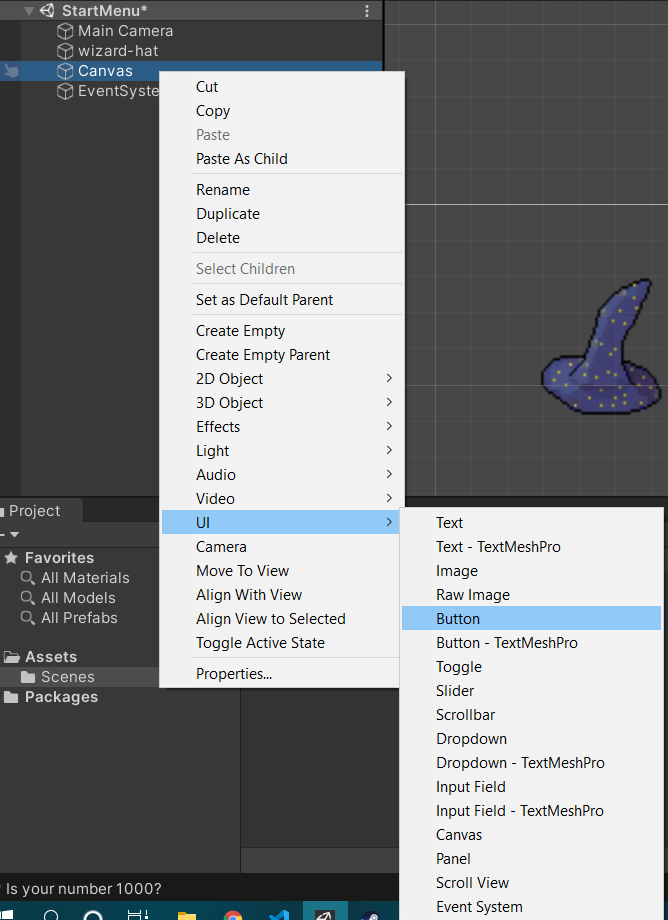 StartMenu*
Main Camera
wizard-hat
Canvas
EventSyste
Cut
Copy
Paste
Paste As Child
Rename
Duplicate
Delete
Select Children
Set as Default Parent
Create Empty
Create Empty Parent
2D Object
3D Object
Effects
Light
Audio
Video
UI
Camera
Move To View
Align With View
Align View to Selected
Toggle Active State
Properties...
Text
Text - TextMeshPro
Image
Raw Image
Button
Button - TextMeshPro
Toggle
Slider
Scrollbar
Dropdown
Dropdown - TextMeshPro
Input Field
Input Field - TextMeshPro
Canvas
Panel
Scroll View
Event System
Project
Favorites
All Materials
All Models
All Prefabs
Assets
Scenes
Packages
Is your number 1000?